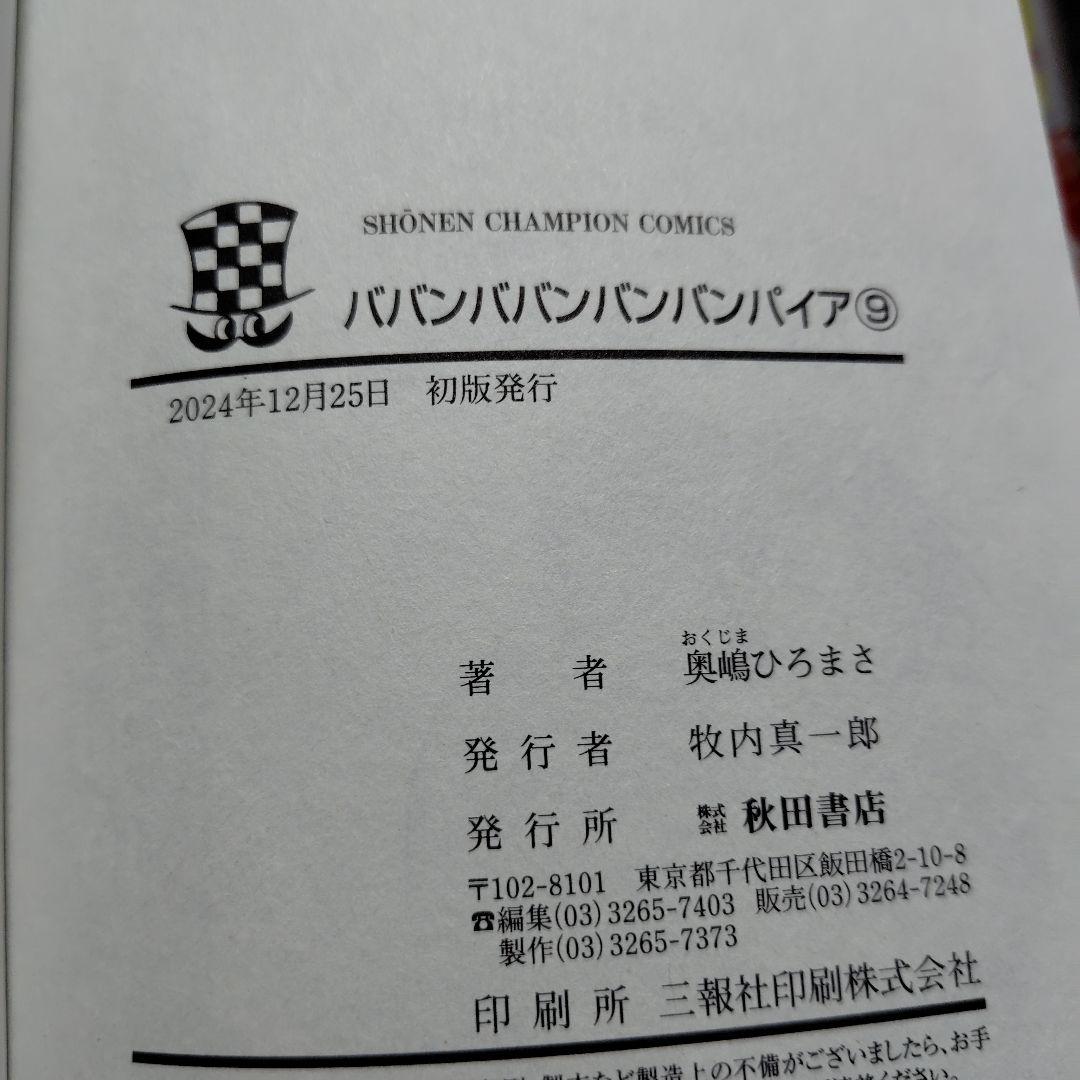 SHŌNEN CHAMPION COMICS
ババンババンバンバンパイア⑨
2024年12月25日 初版発行
おくじま
著者 奥嶋ひろまさ
発行者 牧内真一郎
発行所 株式会社 秋田書店
〒102-8101 東京都千代田区飯田橋2-10-8
☎編集(03)3265-7403 販売(03)3264-7248
製作(03)3265-7373
印刷所 三報社印刷株式会社
製本など製造上の不備がございましたら、お手
ください。